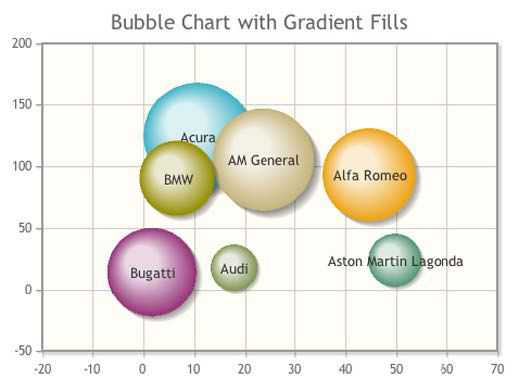 Bubble Chart with Gradient Fills
200
150
100
50
0
-50
Acura
AM General
BMW
Alfa Romeo
Bugatti
Audi
Aston Martin Lagonda
-20 -10 0 10 20 30 40 50 60 70